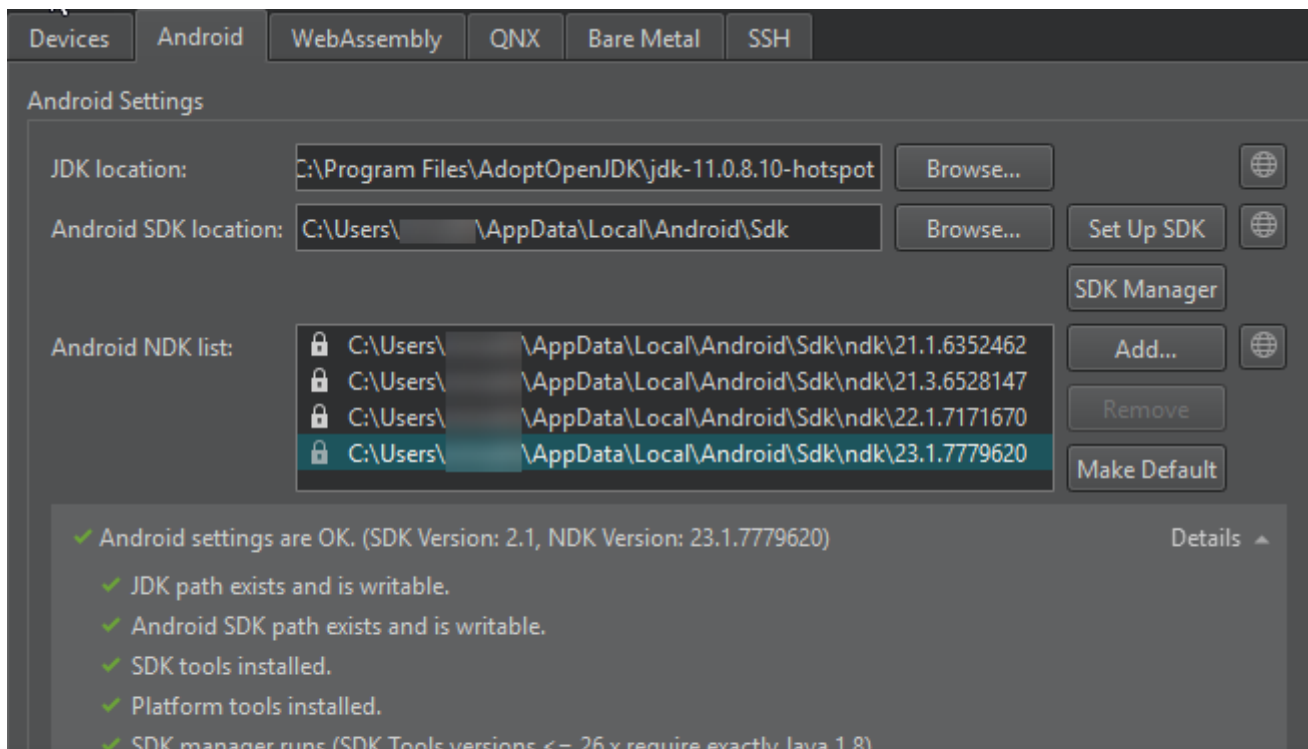 Devices Android WebAssembly QNX Bare Metal SSH
Android Settings
JDK location: C:\Program Files\AdoptOpenJDK\jdk-11.0.8.10-hotspot Browse...
Android SDK location: C:\Users\ \AppData\Local\Android\Sdk Browse... Set Up SDK
SDK Manager
Android NDK list: C:\Users\ \AppData\Local\Android\Sdk\ndk\21.1.6352462 Add...
C:\Users\ \AppData\Local\Android\Sdk\ndk\21.3.6528147
C:\Users\ \AppData\Local\Android\Sdk\ndk\22.1.7171670 Remove
C:\Users\ \AppData\Local\Android\Sdk\ndk\23.1.7779620 Make Default
Android settings are OK. (SDK Version: 2.1, NDK Version: 23.1.7779620) Details
JDK path exists and is writable.
Android SDK path exists and is writable.
SDK tools installed.
Platform tools installed.
SDK manager runs (SDK Tools versions <= 26.x require exactly Java 1.8).